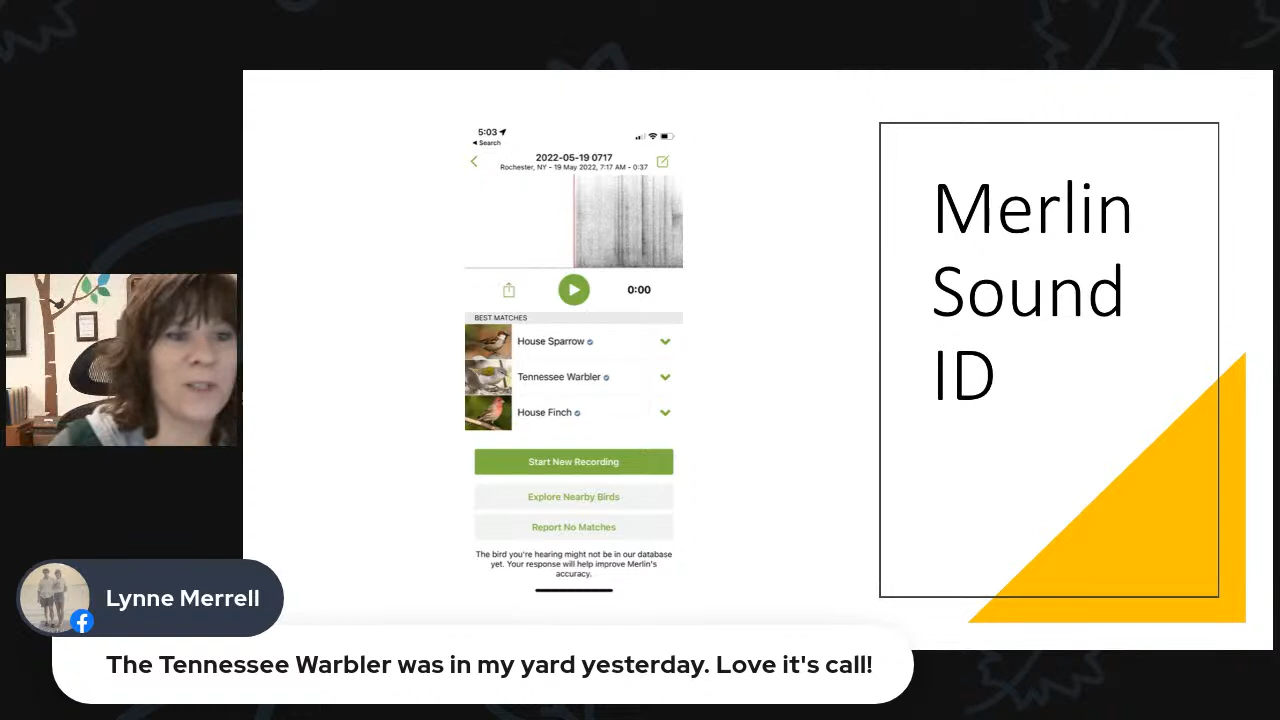 5:03
Search
2022-05-19 0717
Rochester, NY - 19 May 2022, 7:17 AM - 0:37
0:00
BEST MATCHES
House Sparrow
Tennessee Warbler
House Finch
Start New Recording
Explore Nearby Birds
Report No Matches
The bird you're hearing might not be in our database
yet. Your response will help improve Merlin's
accuracy.
Merlin
Sound
ID
Lynne Merrell
The Tennessee Warbler was in my yard yesterday. Love it's call!